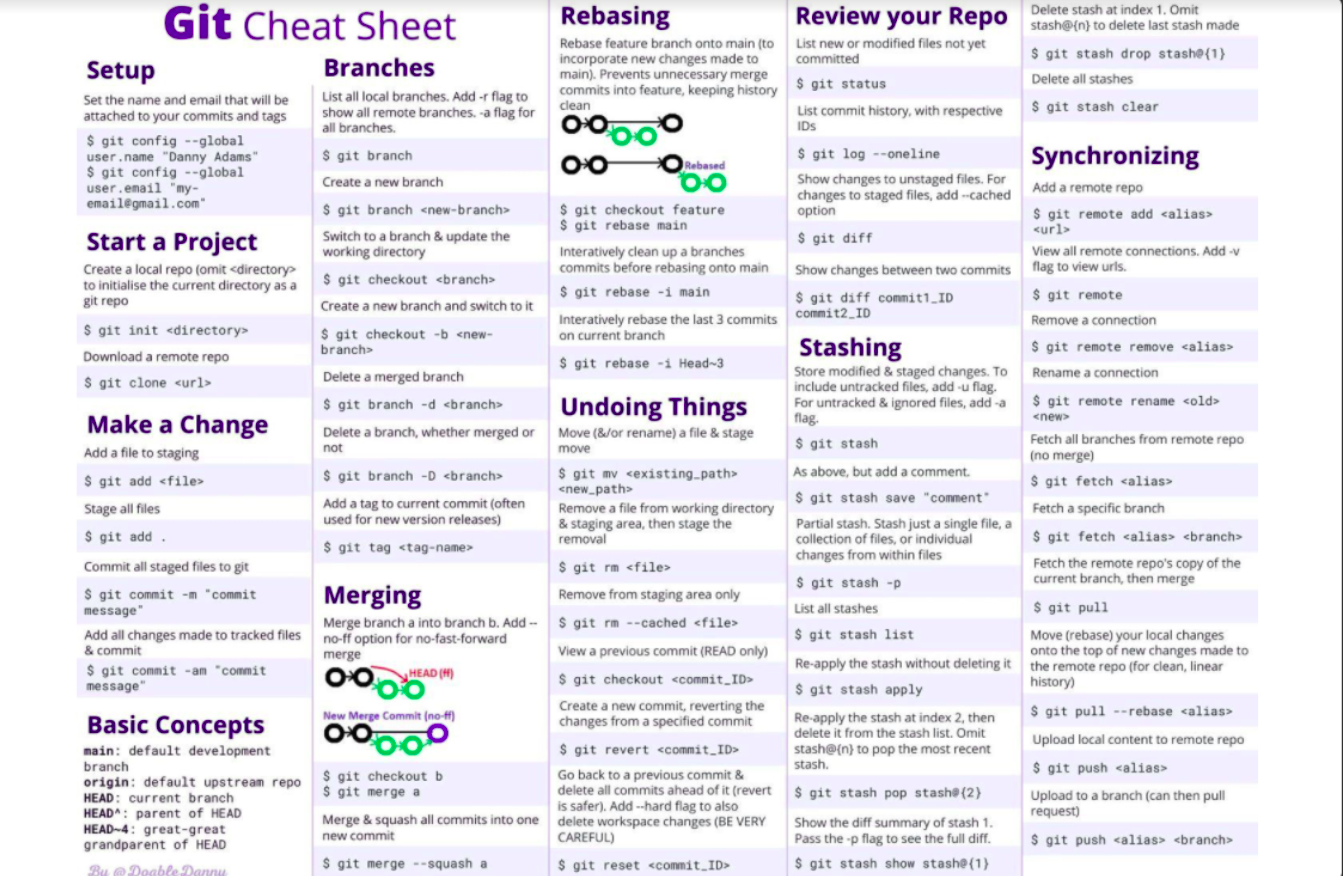 Git Cheat Sheet
Setup
Set the name and email that will be
attached to your commits and tags
$ git config --global
user.name "Danny Adams"
$ git config --global
user.email "my-
email@gmail.com"
Start a Project
Create a local repo (omit <directory>
to initialise the current directory as a
git repo
$ git init <directory>
Download a remote repo
$ git clone <url>
Make a Change
Add a file to staging
$ git add <file>
Stage all files
$ git add .
Commit all staged files to git
$ git commit -m "commit
message"
Add all changes made to tracked files
& commit
$ git commit -am "commit
message"
Basic Concepts
main: default development
branch
origin: default upstream repo
HEAD: current branch
HEAD^: parent of HEAD
HEAD~4: great-great
grandparent of HEAD
By @DoableDanny
Branches
List all local branches. Add -r flag to
show all remote branches. -a flag for
all branches.
$ git branch
Create a new branch
$ git branch <new-branch>
Switch to a branch & update the
working directory
$ git checkout <branch>
Create a new branch and switch to it
$ git checkout -b <new-
branch>
Delete a merged branch
$ git branch -d <branch>
Delete a branch, whether merged or
not
$ git branch -D <branch>
Add a tag to current commit (often
used for new version releases)
$ git tag <tag-name>
Merging
Merge branch a into branch b. Add --
no-ff option for no-fast-forward
merge
HEAD (ff)
New Merge Commit (no-ff)
$ git checkout b
$ git merge a
Merge & squash all commits into one
new commit
$ git merge --squash a
Rebasing
Rebase feature branch onto main (to
incorporate new changes made to
main). Prevents unnecessary merge
commits into feature, keeping history
clean
Rebased
$ git checkout feature
$ git rebase main
Interatively clean up a branches
commits before rebasing onto main
$ git rebase -i main
Interatively rebase the last 3 commits
on current branch
$ git rebase -i Head~3
Undoing Things
Move (&/or rename) a file & stage
move
$ git mv <existing_path>
<new_path>
Remove a file from working directory
& staging area, then stage the
removal
$ git rm <file>
Remove from staging area only
$ git rm --cached <file>
View a previous commit (READ only)
$ git checkout <commit_ID>
Create a new commit, reverting the
changes from a specified commit
$ git revert <commit_ID>
Go back to a previous commit &
delete all commits ahead of it (revert
is safer). Add --hard flag to also
delete workspace changes (BE VERY
CAREFUL)
$ git reset <commit_ID>
Review your Repo
List new or modified files not yet
committed
$ git status
List commit history, with respective
IDs
$ git log --oneline
Show changes to unstaged files. For
changes to staged files, add --cached
option
$ git diff
Show changes between two commits
$ git diff commit1_ID
commit2_ID
Stashing
Store modified & staged changes. To
include untracked files, add -u flag.
For untracked & ignored files, add -a
flag.
$ git stash
As above, but add a comment.
$ git stash save "comment"
Partial stash. Stash just a single file, a
collection of files, or individual
changes from within files
$ git stash -p
List all stashes
$ git stash list
Re-apply the stash without deleting it
$ git stash apply
Re-apply the stash at index 2, then
delete it from the stash list. Omit
stash@{n} to pop the most recent
stash.
$ git stash pop stash@{2}
Show the diff summary of stash 1.
Pass the -p flag to see the full diff.
$ git stash show stash@{1}
Delete stash at index 1. Omit
stash@{n} to delete last stash made
$ git stash drop stash@{1}
Delete all stashes
$ git stash clear
Synchronizing
Add a remote repo
$ git remote add <alias>
<url>
View all remote connections. Add -v
flag to view urls.
$ git remote
Remove a connection
$ git remote remove <alias>
Rename a connection
$ git remote rename <old>
<new>
Fetch all branches from remote repo
(no merge)
$ git fetch <alias>
Fetch a specific branch
$ git fetch <alias> <branch>
Fetch the remote repo's copy of the
current branch, then merge
$ git pull
Move (rebase) your local changes
onto the top of new changes made to
the remote repo (for clean, linear
history)
$ git pull --rebase <alias>
Upload local content to remote repo
$ git push <alias>
Upload to a branch (can then pull
request)
$ git push <alias> <branch>